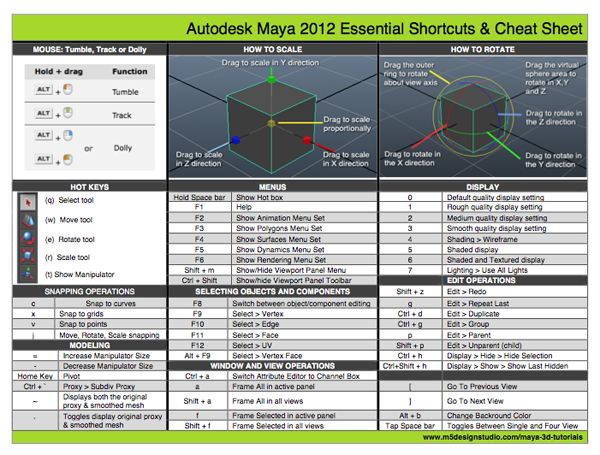 Autodesk Maya 2012 Essential Shortcuts & Cheat Sheet
MOUSE: Tumble, Track or Dolly
Hold + drag Function
ALT + Tumble
ALT + Track
ALT +
or Dolly
ALT +
HOW TO SCALE
Drag to scale in Y direction
Drag to scale
proportionally
Drag to scale
in Z direction
Drag to scale
in X direction
HOW TO ROTATE
Drag the outer
ring to rotate
about view axis
Drag the virtual
sphere area to
rotate in X,Y
and Z
Drag to rotate in
the Z direction
Drag to rotate in
the X direction
Drag to rotate in
the Y direction
HOT KEYS
(q) Select tool
(w) Move tool
(e) Rotate tool
(r) Scale tool
(t) Show Manipulator
SNAPPING OPERATIONS
c Snap to curves
x Snap to grids
v Snap to points
j Move, Rotate, Scale snapping
MODELING
= Increase Manipulator Size
- Decrease Manipulator Size
Home Key Pivot
Ctrl + ` Proxy > Subdiv Proxy
~ Displays both the original
proxy & smoothed mesh
Toggles display original proxy
& smoothed mesh
MENUS
Hold Space bar Show Hot box
F1 Help
F2 Show Animation Menu Set
F3 Show Polygons Menu Set
F4 Show Surfaces Menu Set
F5 Show Dynamics Menu Set
F6 Show Rendering Menu Set
Shift + m Show/Hide Viewport Panel Menu
Ctrl + Shift Show/Hide Viewport Panel Toolbar
SELECTING OBJECTS AND COMPONENTS
F8 Switch between object/component editing
F9 Select > Vertex
F10 Select > Edge
F11 Select > Face
F12 Select > UV
Alt + F9 Select > Vertex Face
WINDOW AND VIEW OPERATIONS
Ctrl + a Switch Attribute Editor to Channel Box
a Frame All in active panel
Shift + a Frame All in all views
f Frame Selected in active panel
Shift + f Frame Selected in all views
DISPLAY
0 Default quality display setting
1 Rough quality display setting
2 Medium quality display setting
3 Smooth quality display setting
4 Shading > Wireframe
5 Shaded display
6 Shaded and Textured display
7 Lighting > Use All Lights
EDIT OPERATIONS
Shift + z Edit > Redo
g Edit > Repeat Last
Ctrl + d Edit > Duplicate
Ctrl + g Edit > Group
p Edit > Parent
Shift + p Edit > Unparent (child)
Ctrl + h Display > Hide > Hide Selection
Ctrl+Shift + h Display > Show > Show Last Hidden
[ Go To Previous View
] Go To Next View
Alt + b Change Backround Color
Tap Space bar Toggles Between Single and Four View
www.m5designstudio.com/maya-3d-tutorials